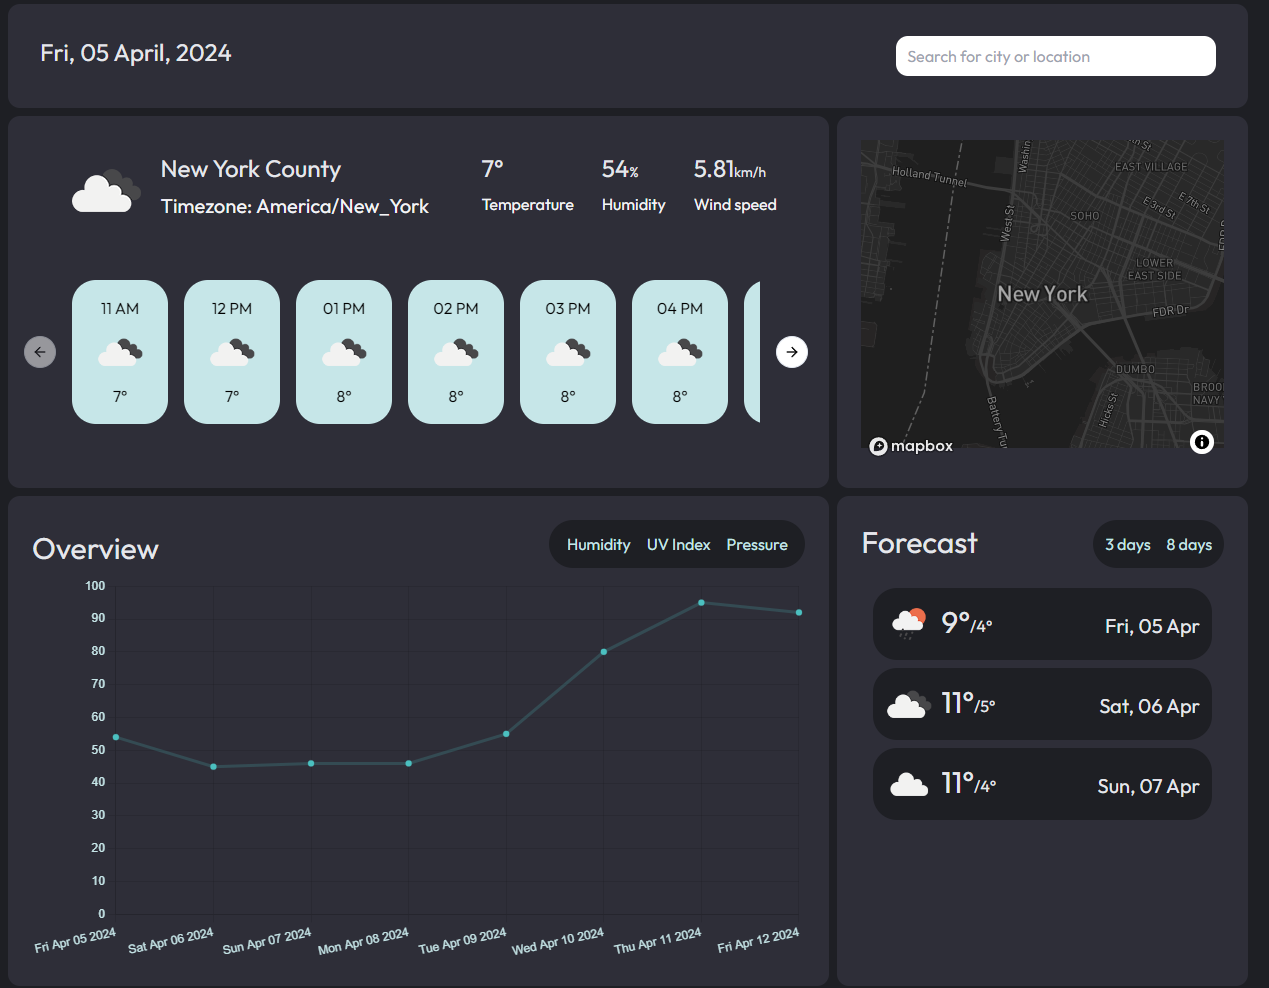 Fri, 05 April, 2024
Search for city or location
New York County
Timezone: America/New_York
7°
Temperature
54%
Humidity
5.81km/h
Wind speed
11 AM
7°
12 PM
7°
01 PM
8°
02 PM
8°
03 PM
8°
04 PM
8°
Holland Tunnel
EAST VILLAGE
E 3rd St
E 7th St
West St
SOHO
LOWER
EAST SIDE
New York
FDR Dr
DUMBO
Hicks St
mapbox
Overview
Humidity UV Index Pressure
100
90
80
70
60
50
40
30
20
10
0
Fri Apr 05 2024
Sat Apr 06 2024
Sun Apr 07 2024
Mon Apr 08 2024
Tue Apr 09 2024
Wed Apr 10 2024
Thu Apr 11 2024
Fri Apr 12 2024
Forecast
3 days 8 days
9°/4°
Fri, 05 Apr
11°/5°
Sat, 06 Apr
11°/4°
Sun, 07 Apr